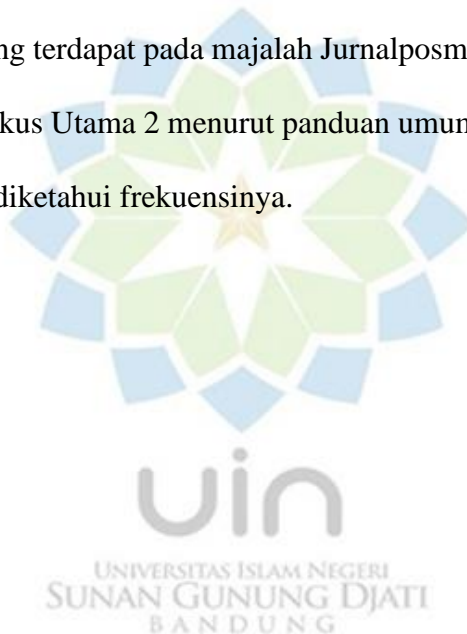 ng terdapat pada majalah Jurnalposm
kus Utama 2 menurut panduan umun
diketahui frekuensinya.
uin
UNIVERSITAS ISLAM NEGERI
SUNAN GUNUNG DJATI
BANDUNG